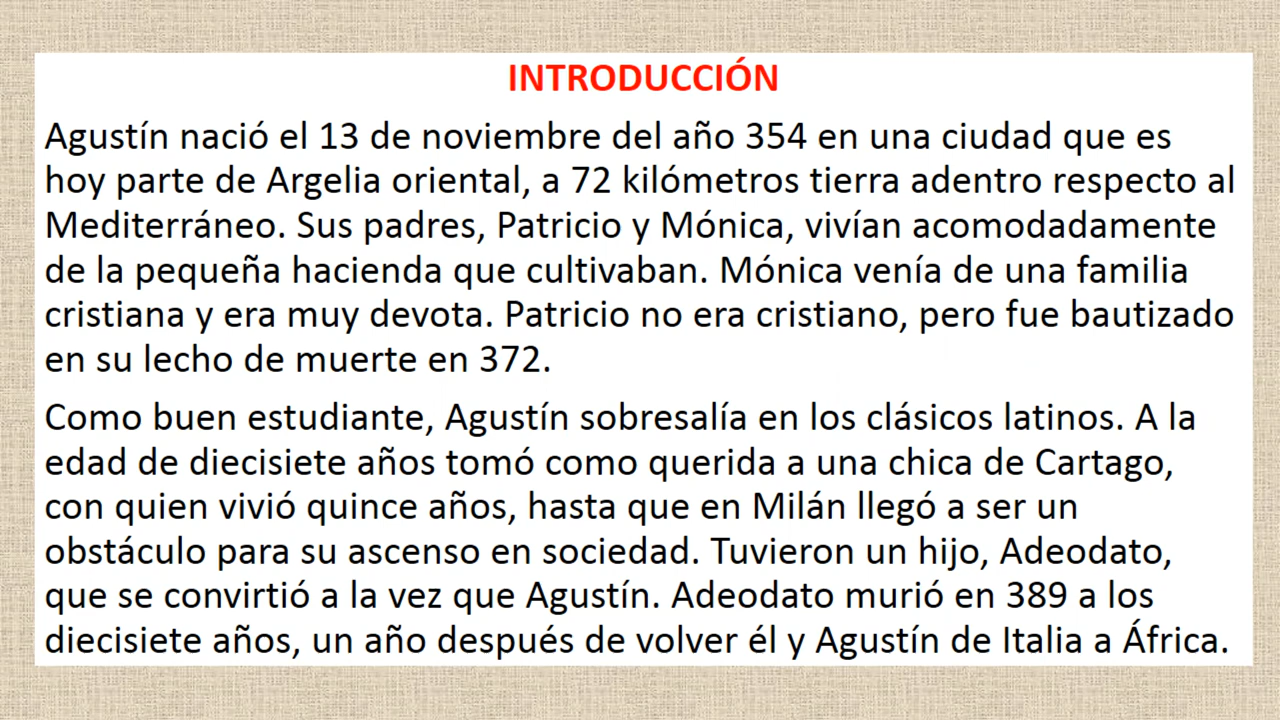 INTRODUCCIÓN
Agustín nació el 13 de noviembre del año 354 en una ciudad que es
hoy parte de Argelia oriental, a 72 kilómetros tierra adentro respecto al
Mediterráneo. Sus padres, Patricio y Mónica, vivían acomodadamente
de la pequeña hacienda que cultivaban. Mónica venía de una familia
cristiana y era muy devota. Patricio no era cristiano, pero fue bautizado
en su lecho de muerte en 372.
Como buen estudiante, Agustín sobresalía en los clásicos latinos. A la
edad de diecisiete años tomó como querida a una chica de Cartago,
con quien vivió quince años, hasta que en Milán llegó a ser un
obstáculo para su ascenso en sociedad. Tuvieron un hijo, Adeodato,
que se convirtió a la vez que Agustín. Adeodato murió en 389 a los
diecisiete años, un año después de volver él y Agustín de Italia a África.